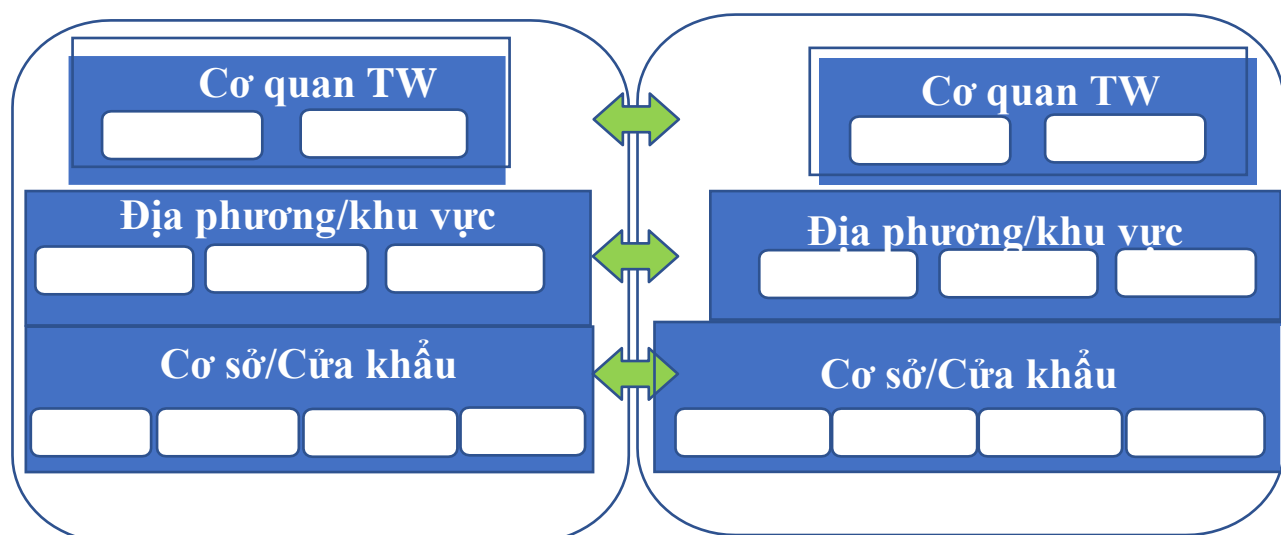 Cơ quan TW
Địa phương/khu vực
Cơ sở/Cửa khẩu
Cơ quan TW
Địa phương/khu vực
Cơ sở/Cửa khẩu